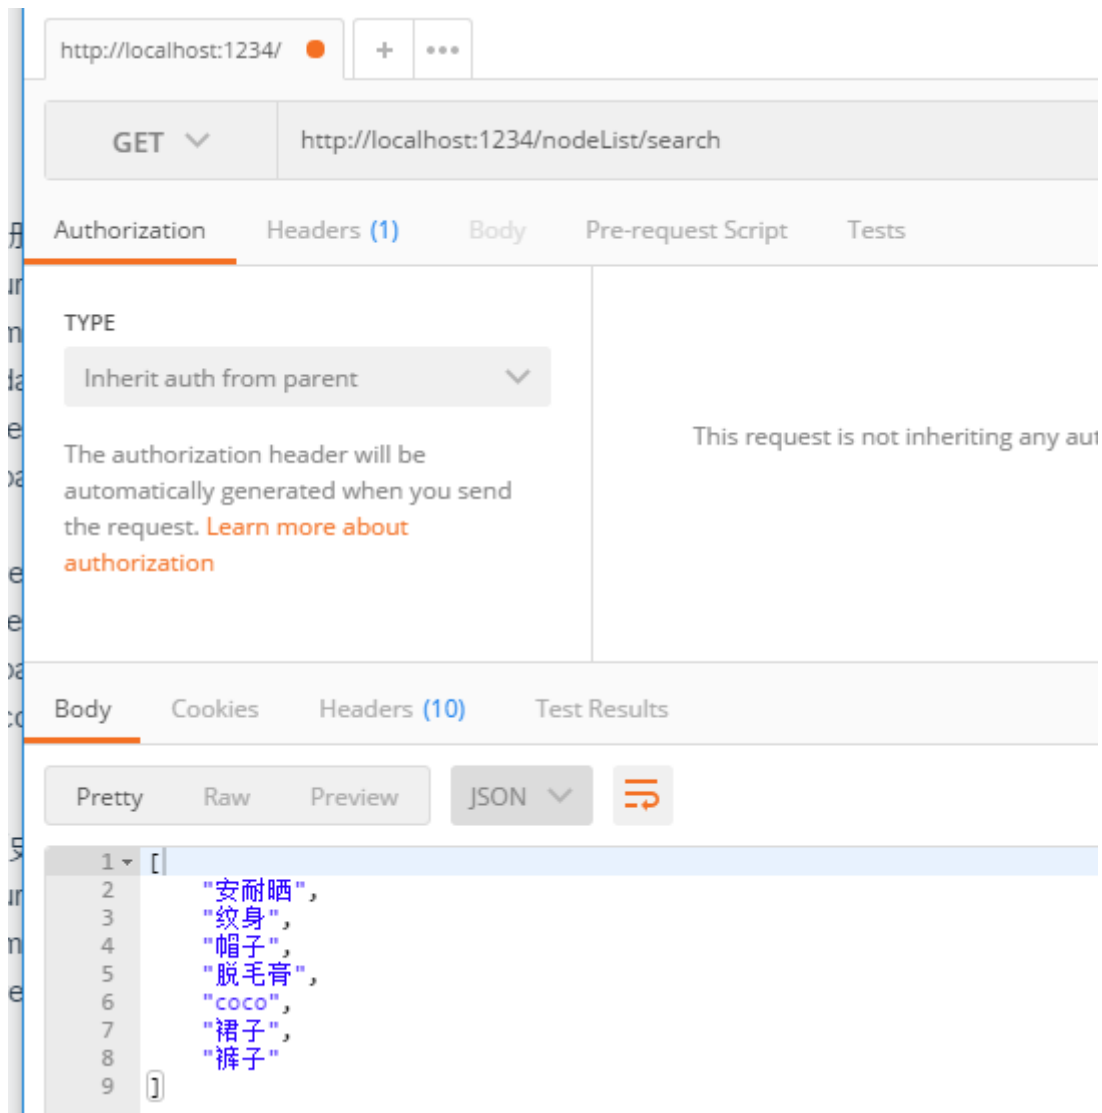 http://localhost:1234/
+
•••
GET
http://localhost:1234/nodeList/search
Authorization
Headers (1)
Body
Pre-request Script
Tests
TYPE
Inherit auth from parent
The authorization header will be
automatically generated when you send
the request. Learn more about
authorization
This request is not inheriting any
Body
Cookies
Headers (10)
Test Results
Pretty
Raw
Preview
JSON
1 [
2 "安耐晒",
3 "纹身",
4 "帽子",
5 "脱毛膏",
6 "coco",
7 "裙子",
8 "裤子"
9 ]